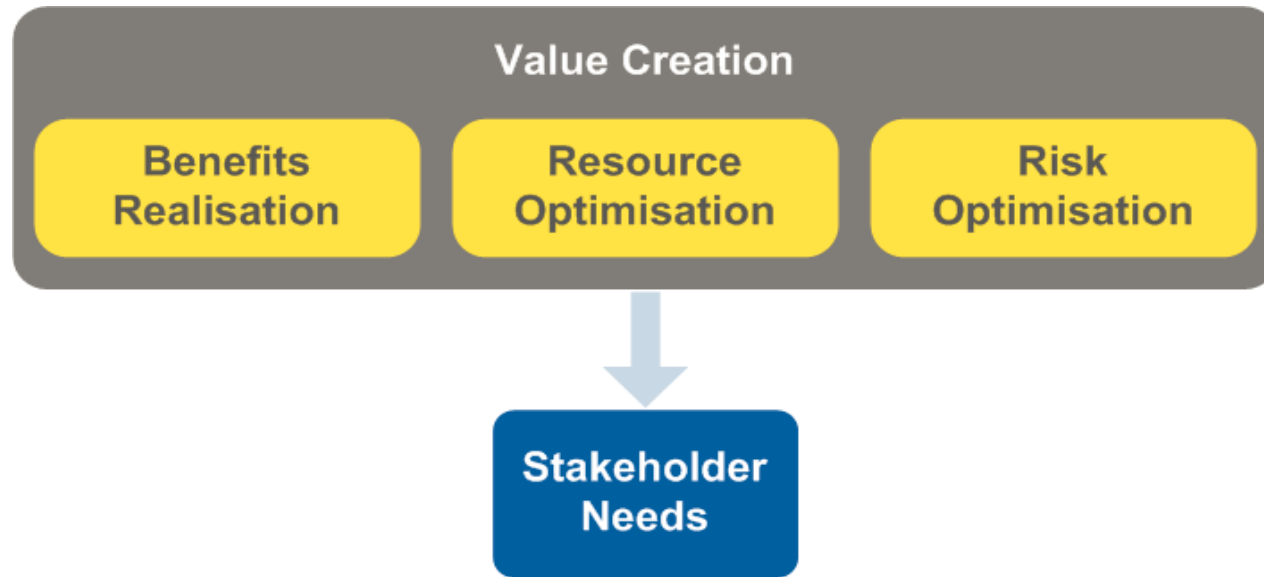 Value Creation
Benefits
Realisation
Resource
Optimisation
Risk
Optimisation
Stakeholder
Needs